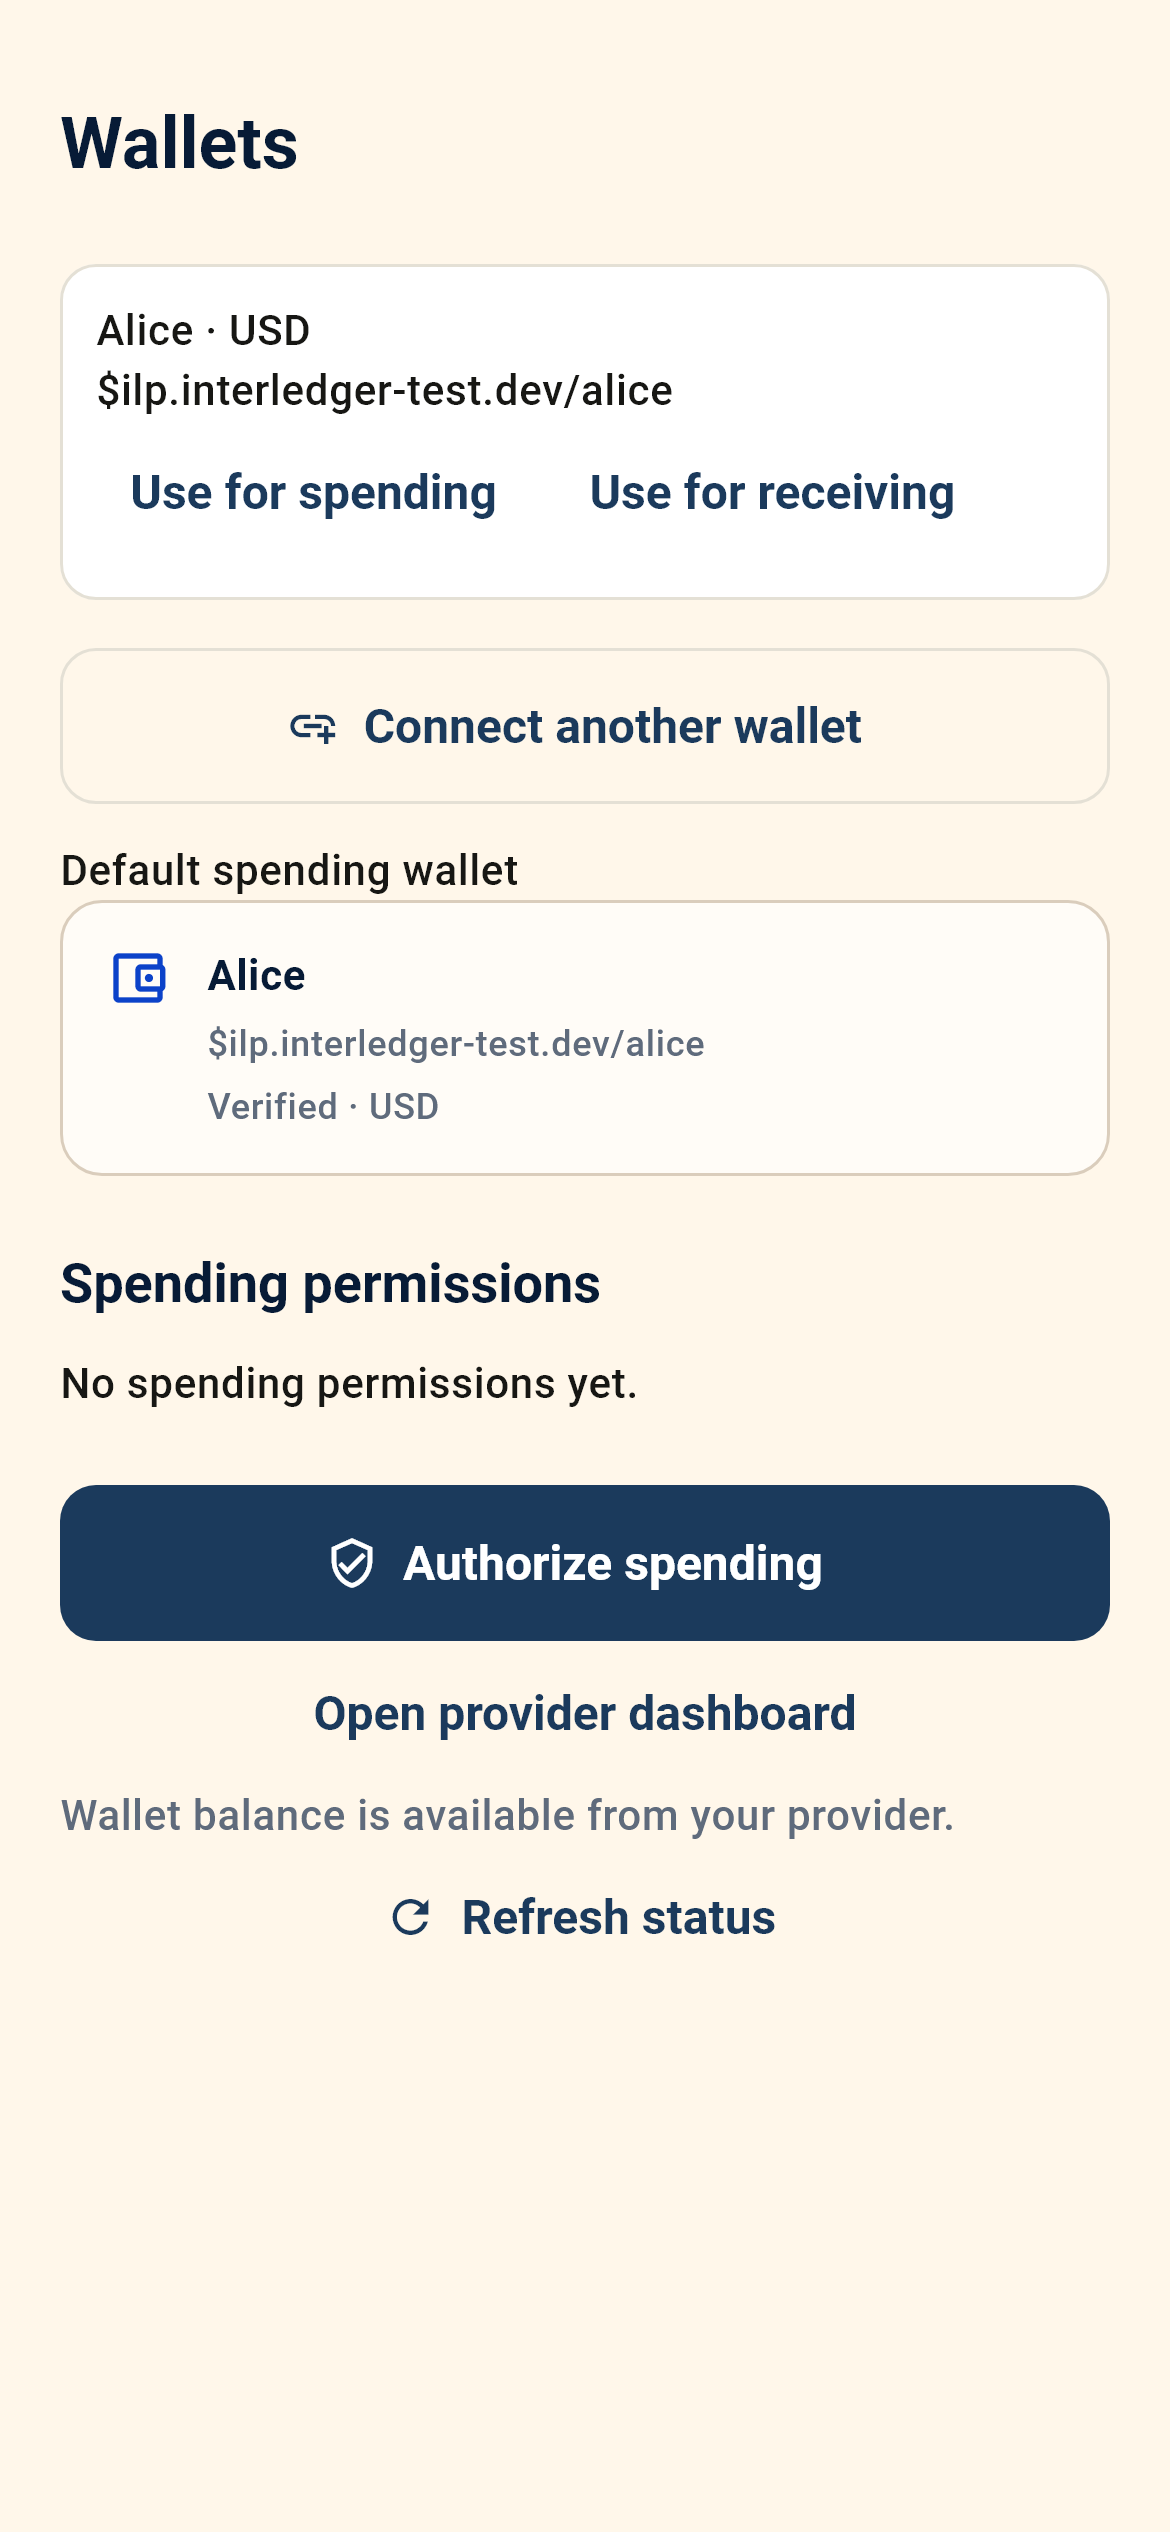 Wallets
Alice · USD
$ilp.interledger-test.dev/alice
Use for spending Use for receiving
Connect another wallet
Default spending wallet
Alice
$ilp.interledger-test.dev/alice
Verified · USD
Spending permissions
No spending permissions yet.
Authorize spending
Open provider dashboard
Wallet balance is available from your provider.
Refresh status